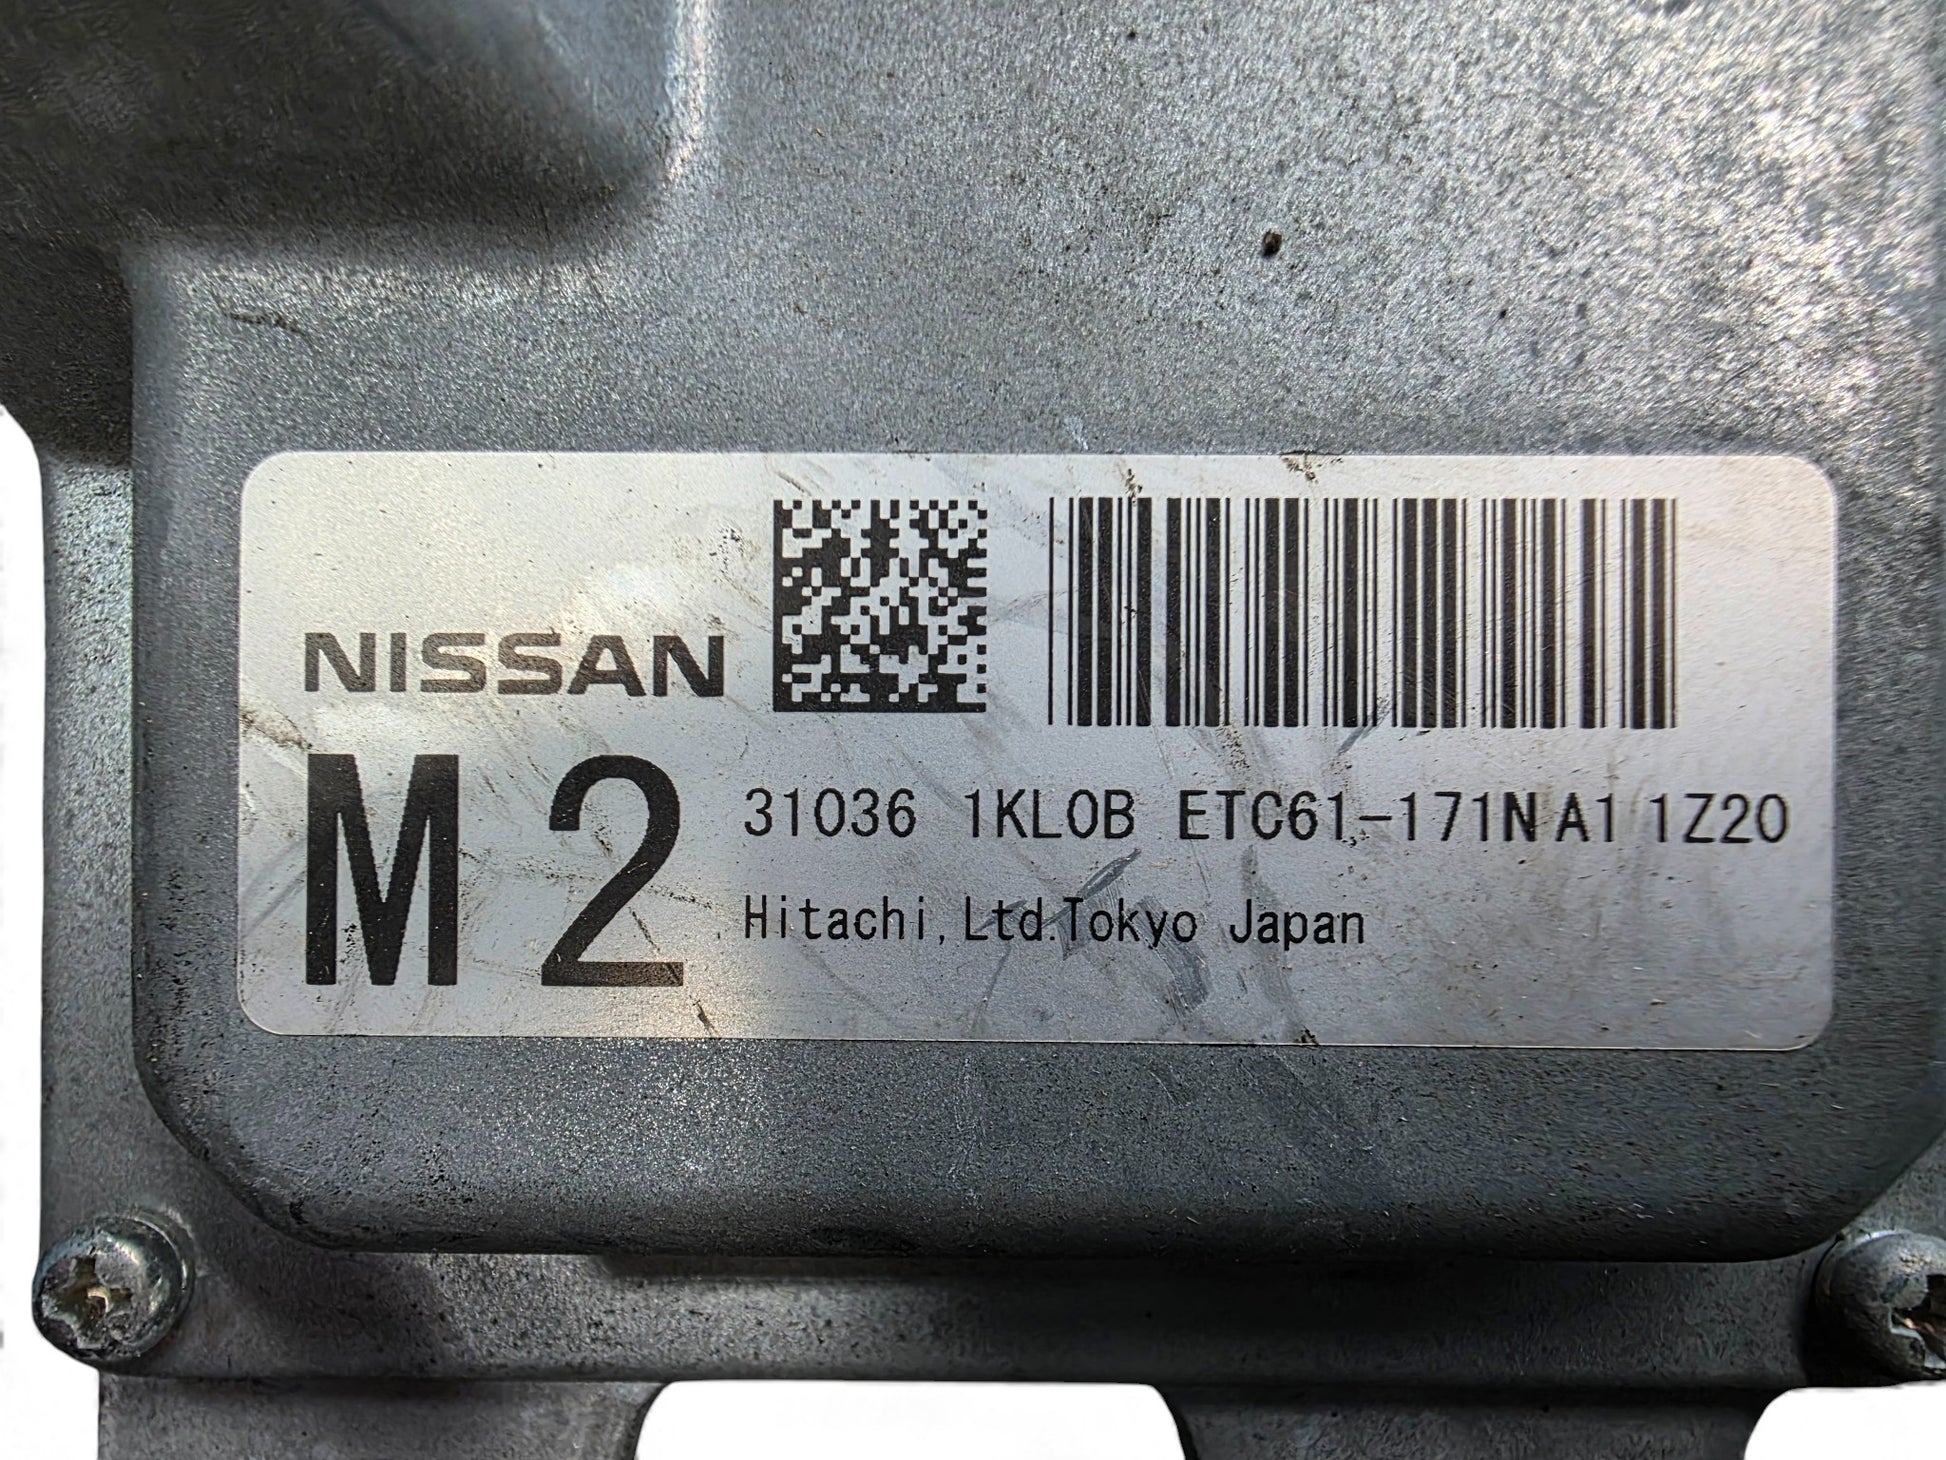 NISSAN
M2
31036 1KL0B ETC61-171N A1 1Z20
Hitachi, Ltd. Tokyo Japan